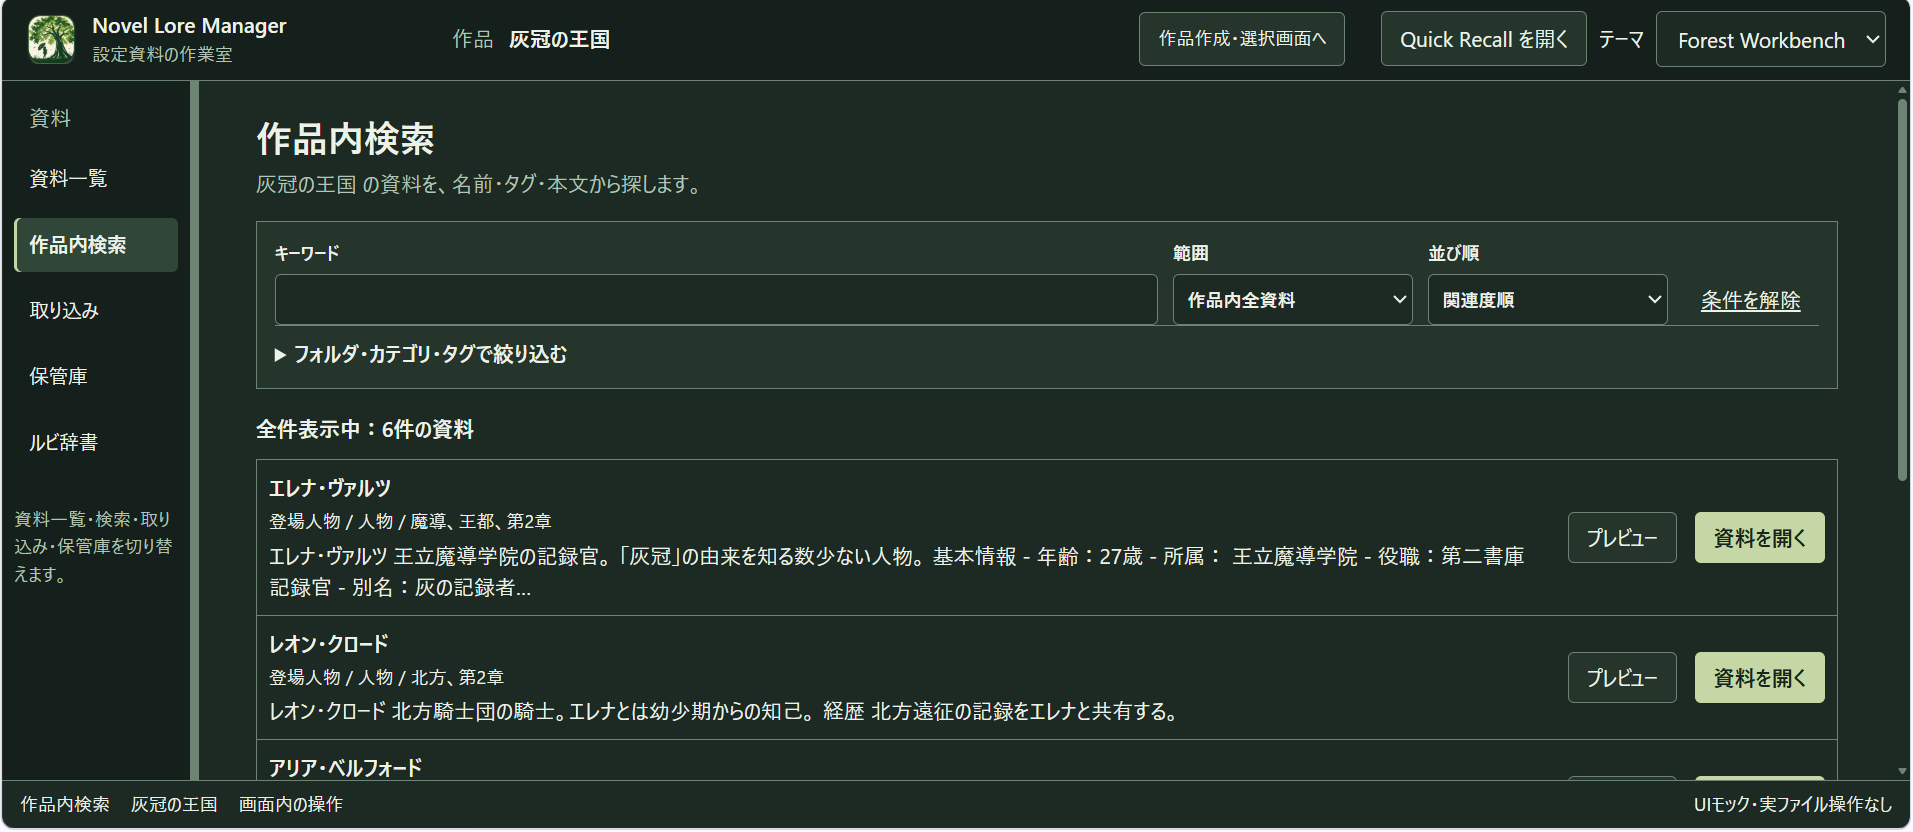 Novel Lore Manager
設定資料の作業室
作品 灰冠の王国
作品作成・選択画面へ
Quick Recall を開く
テーマ
Forest Workbench
資料
資料一覧
作品内検索
取り込み
保管庫
ルビ辞書
資料一覧・検索・取り
込み・保管庫を切り替
えます。
作品内検索
灰冠の王国 の資料を、名前・タグ・本文から探します。
キーワード
範囲
並び順
作品内全資料
関連度順
条件を解除
▶ フォルダ・カテゴリ・タグで絞り込む
全件表示中：6件の資料
エレナ・ヴァルツ
登場人物 / 人物 / 魔導、王都、第2章
エレナ・ヴァルツ 王立魔導学院の記録官。「灰冠」の由来を知る数少ない人物。 基本情報 - 年齢：27歳 - 所属： 王立魔導学院 - 役職：第二書庫
記録官 - 別名：灰の記録者...
プレビュー
資料を開く
レオン・クロード
登場人物 / 人物 / 北方、第2章
レオン・クロード 北方騎士団の騎士。エレナとは幼少期からの知己。 経歴 北方遠征の記録をエレナと共有する。
プレビュー
資料を開く
アリア・ベルフォード
作品内検索 灰冠の王国 画面内の操作
UIモック・実ファイル操作なし